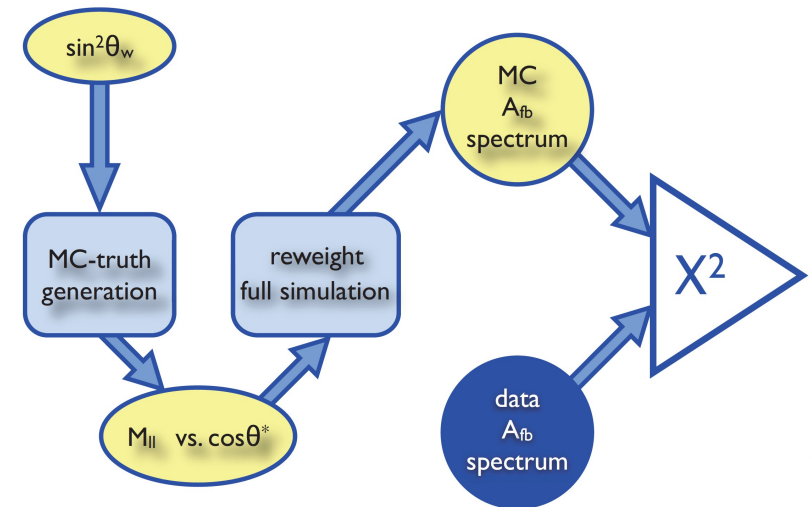 sin²θw
MC-truth
generation
Mll vs. cosθ*
reweight
full simulation
MC
Afb
spectrum
data
Afb
spectrum
X²